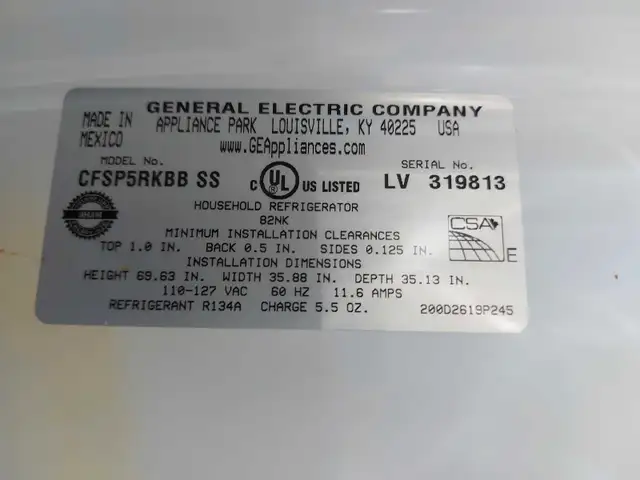 GENERAL ELECTRIC COMPANY
MADE IN MEXICO
APPLIANCE PARK LOUISVILLE, KY 40225 USA
www.GEAppliances.com
MODEL NO.
SERIAL NO.
CFSP5RKBB SS
C UL US LISTED
LV 319813
HOUSEHOLD REFRIGERATOR
82NK
MINIMUM INSTALLATION CLEARANCES
TOP 1.0 IN. BACK 0.5 IN. SIDES 0.125 IN.
CSA
E
INSTALLATION DIMENSIONS
HEIGHT 69.63 IN. WIDTH 35.88 IN. DEPTH 35.13 IN.
110-127 VAC 60 HZ 11.6 AMPS
REFRIGERANT R134A CHARGE 5.5 OZ.
200D2619P245